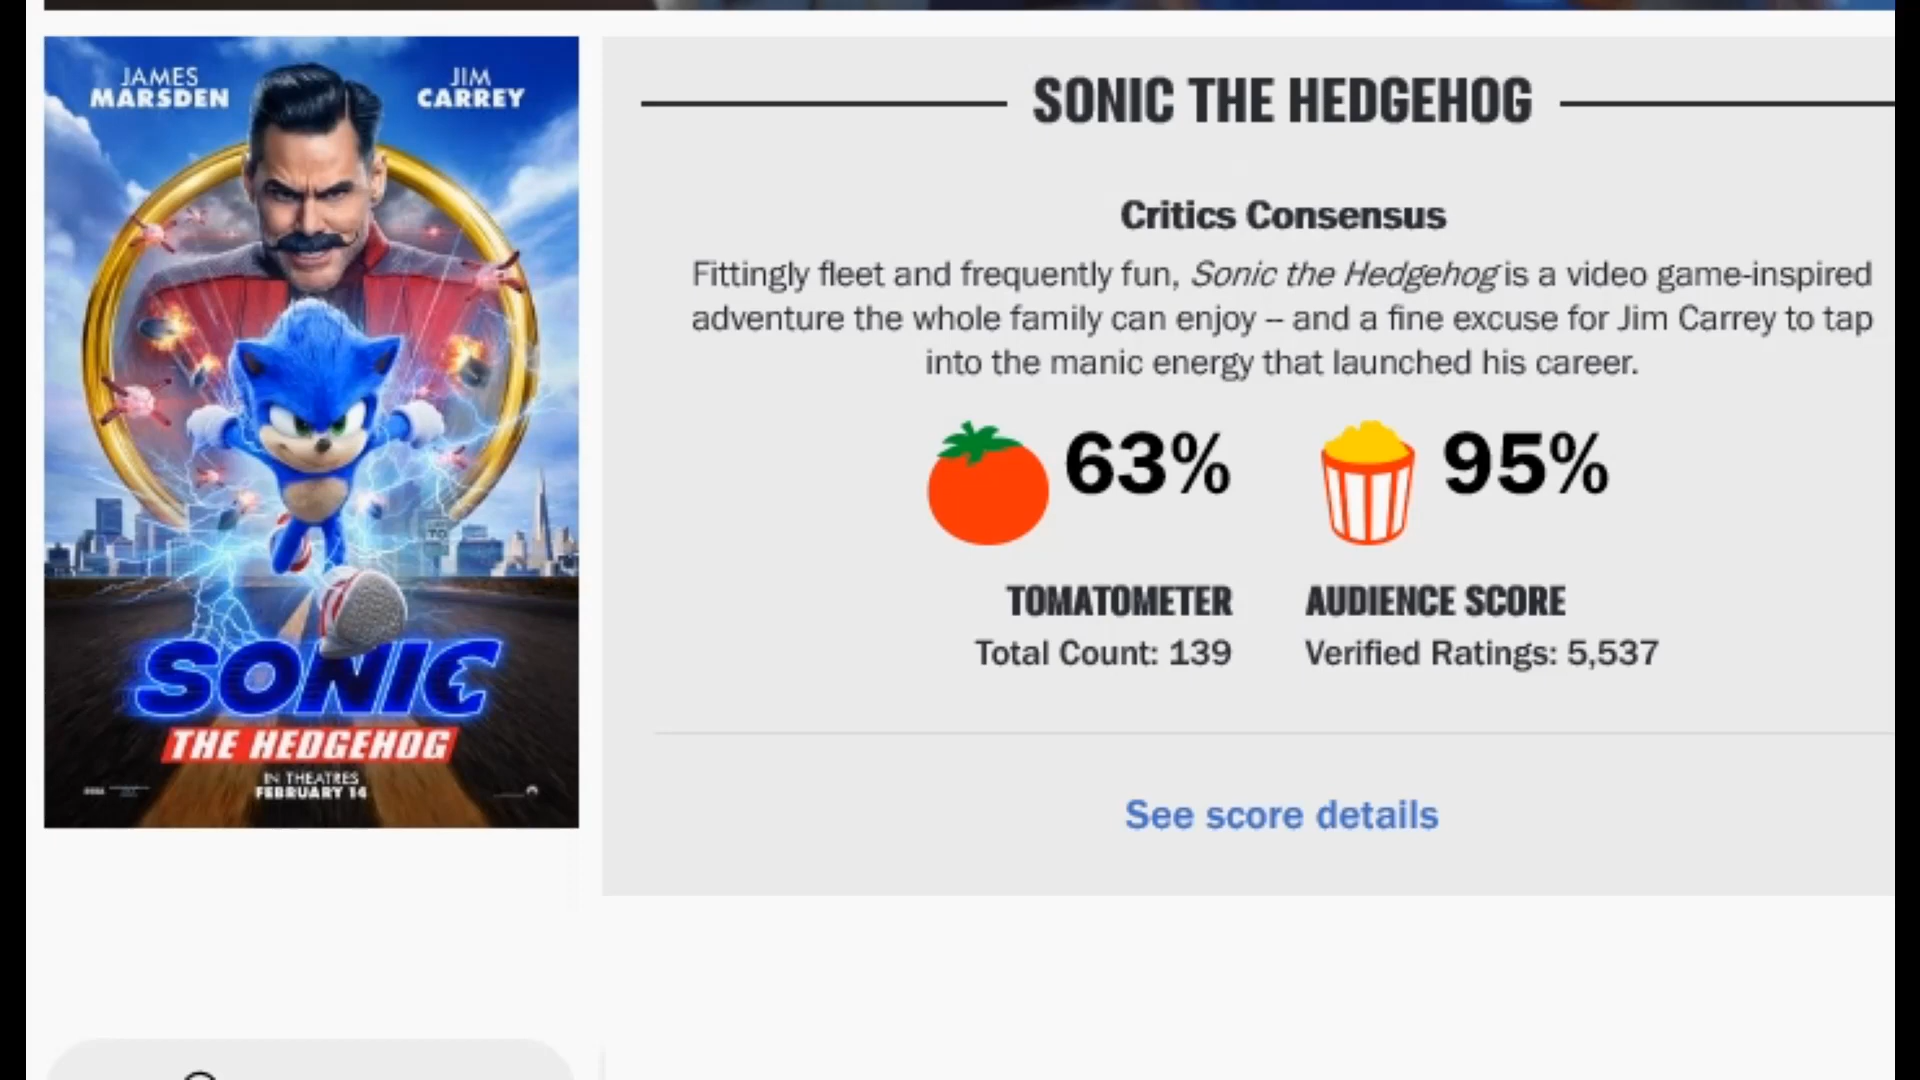 JAMES
MARSDEN
JIM
CARREY
SONIC
THE HEDGEHOG
IN THEATRES
FEBRUARY 14
SONIC THE HEDGEHOG
Critics Consensus
Fittingly fleet and frequently fun, Sonic the Hedgehog is a video game-inspired
adventure the whole family can enjoy -- and a fine excuse for Jim Carrey to tap
into the manic energy that launched his career.
63%
95%
TOMATOMETER
AUDIENCE SCORE
Total Count: 139
Verified Ratings: 5,537
See score details